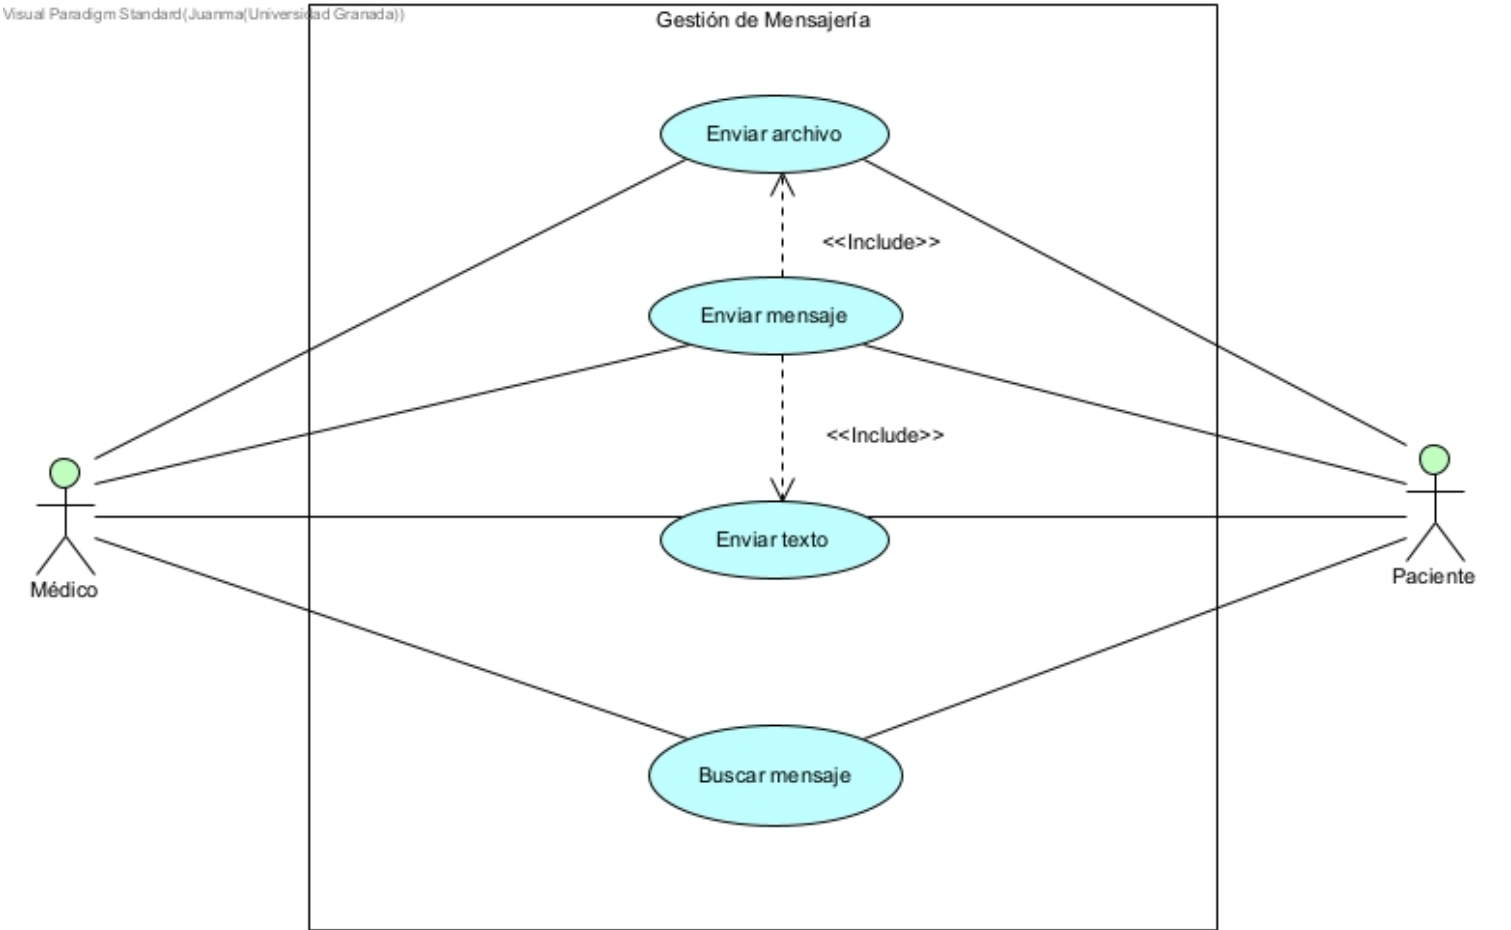 Visual Paradigm Standard(Juanma(Universidad Granada))
Gestión de Mensajería
Enviar archivo
<<Include>>
Enviar mensaje
<<Include>>
Enviar texto
Médico
Paciente
Buscar mensaje